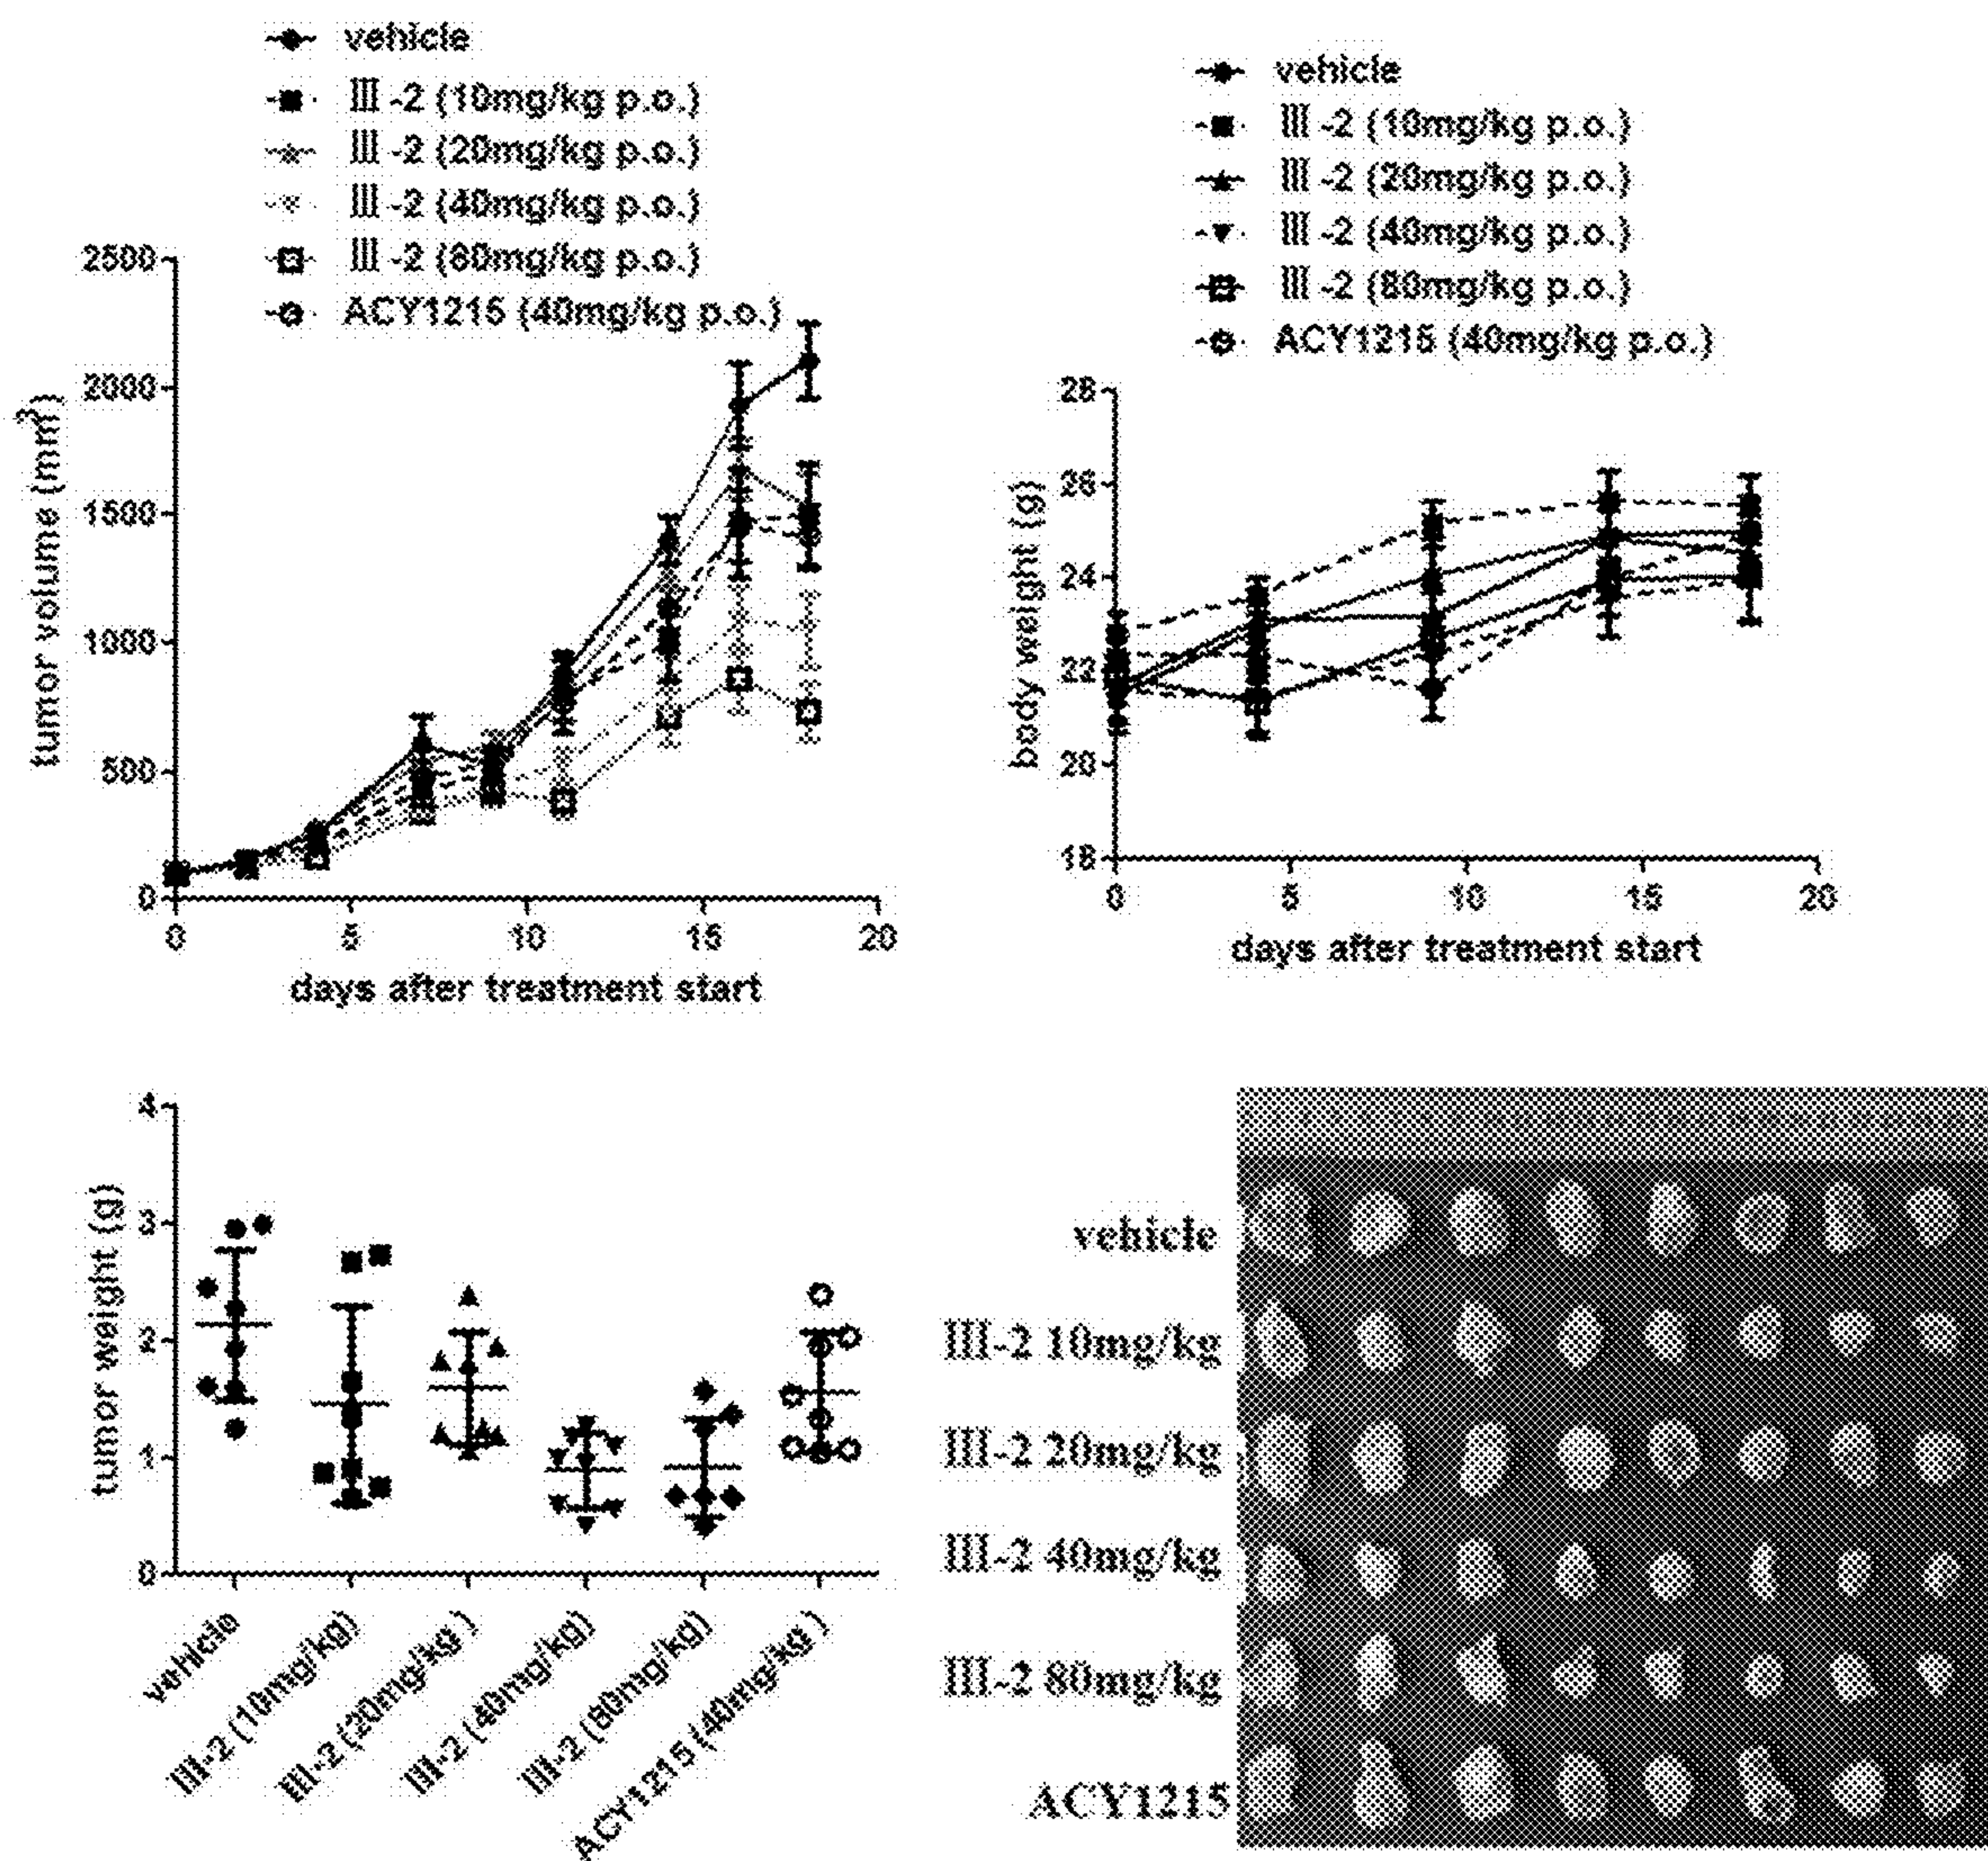 vehicle
III-2 (10mg/kg p.o.)
III-2 (20mg/kg p.o.)
III-2 (40mg/kg p.o.)
III-2 (80mg/kg p.o.)
ACY1215 (40mg/kg p.o.)
2500
2000
1500
1000
500
0
tumor volume (mm³)
0 5 10 15 20
days after treatment start
vehicle
III-2 (10mg/kg p.o.)
III-2 (20mg/kg p.o.)
III-2 (40mg/kg p.o.)
III-2 (80mg/kg p.o.)
ACY1215 (40mg/kg p.o.)
28
26
24
22
20
18
body weight (g)
0 5 10 15 20
days after treatment start
4
3
2
1
0
tumor weight (g)
vehicle
III-2 (10mg/kg)
III-2 (20mg/kg)
III-2 (40mg/kg)
III-2 (80mg/kg)
ACY1215 (40mg/kg)
vehicle
III-2 10mg/kg
III-2 20mg/kg
III-2 40mg/kg
III-2 80mg/kg
ACY1215